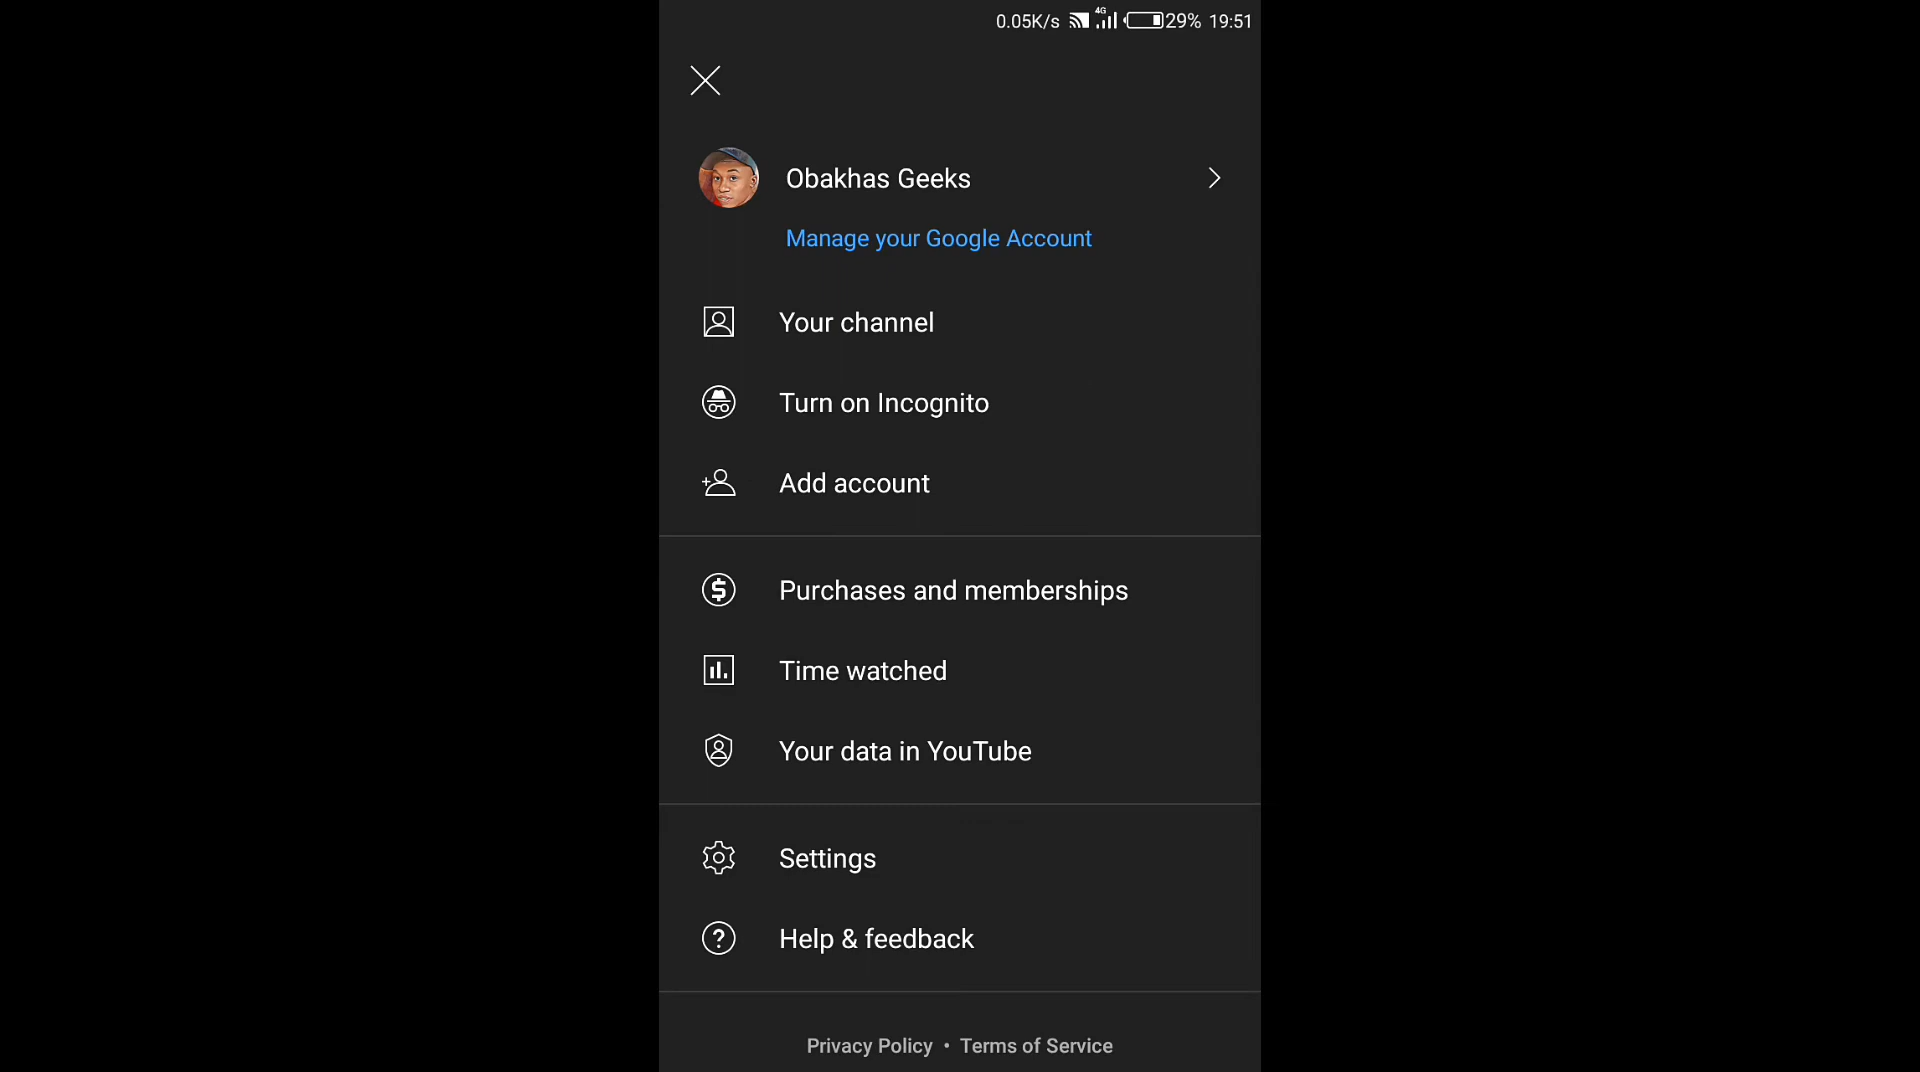 0.05K/s 4G 29% 19:51
Obakhas Geeks
Manage your Google Account
Your channel
Turn on Incognito
Add account
Purchases and memberships
Time watched
Your data in YouTube
Settings
Help & feedback
Privacy Policy • Terms of Service